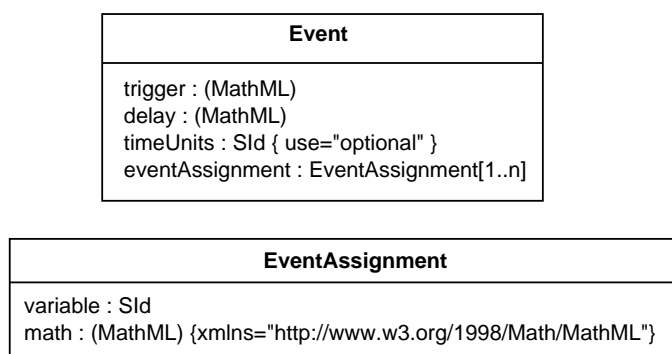 Event
trigger : (MathML)
delay : (MathML)
timeUnits : SId { use="optional" }
eventAssignment : EventAssignment[1..n]
EventAssignment
variable : SId
math : (MathML) {xmlns="http://www.w3.org/1998/Math/MathML"}